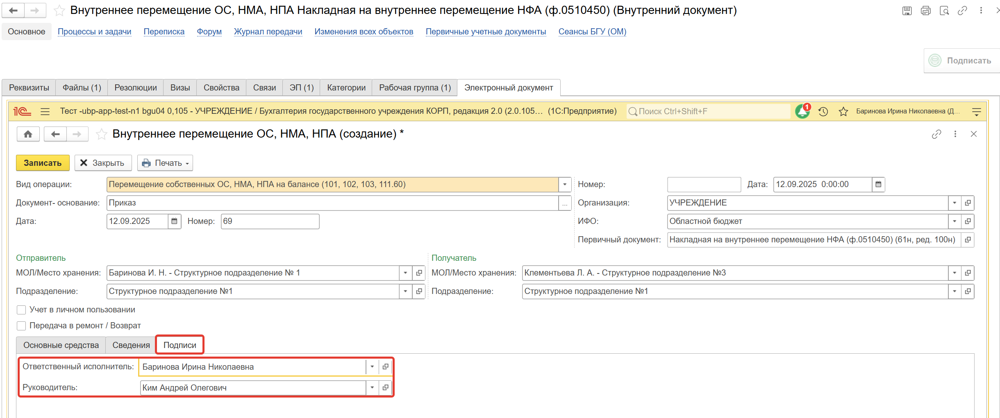 Внутреннее перемещение ОС, НМА, НПА Накладная на внутреннее перемещение НФА (ф.0510450) (Внутренний документ)
Основное Процессы и задачи Переписка Форум Журнал передачи Изменения всех объектов Первичные учетные документы Сеансы БГУ (ОМ)
Подписать
Реквизиты Файлы (1) Резолюции Визы Свойства Связи ЭП (1) Категории Рабочая группа (1) Электронный документ
1С Тест -ubp-app-test-n1 bgu04 0,105 - УЧРЕЖДЕНИЕ / Бухгалтерия государственного учреждения КОРП, редакция 2.0 (2.0.105... (1С:Предприятие) Поиск Ctrl+Shift+F 1 Баринова Ирина Николаевна (Д...
Внутреннее перемещение ОС, НМА, НПА (создание) *
Записать Закрыть Печать
Вид операции: Перемещение собственных ОС, НМА, НПА на балансе (101, 102, 103, 111.60) Номер: Дата: 12.09.2025 0:00:00
Документ- основание: Приказ ... Организация: УЧРЕЖДЕНИЕ
Дата: 12.09.2025 Номер: 69 ИФО: Областной бюджет
Первичный документ: Накладная на внутреннее перемещение НФА (ф.0510450) (61н, ред. 100н)
Отправитель Получатель
МОЛ/Место хранения: Баринова И. Н. - Структурное подразделение № 1 МОЛ/Место хранения: Клементьева Л. А. - Структурное подразделение №3
Подразделение: Структурное подразделение №1 Подразделение: Структурное подразделение №1
Учет в личном пользовании
Передача в ремонт / Возврат
Основные средства Сведения Подписи
Ответственный исполнитель: Баринова Ирина Николаевна
Руководитель: Ким Андрей Олегович